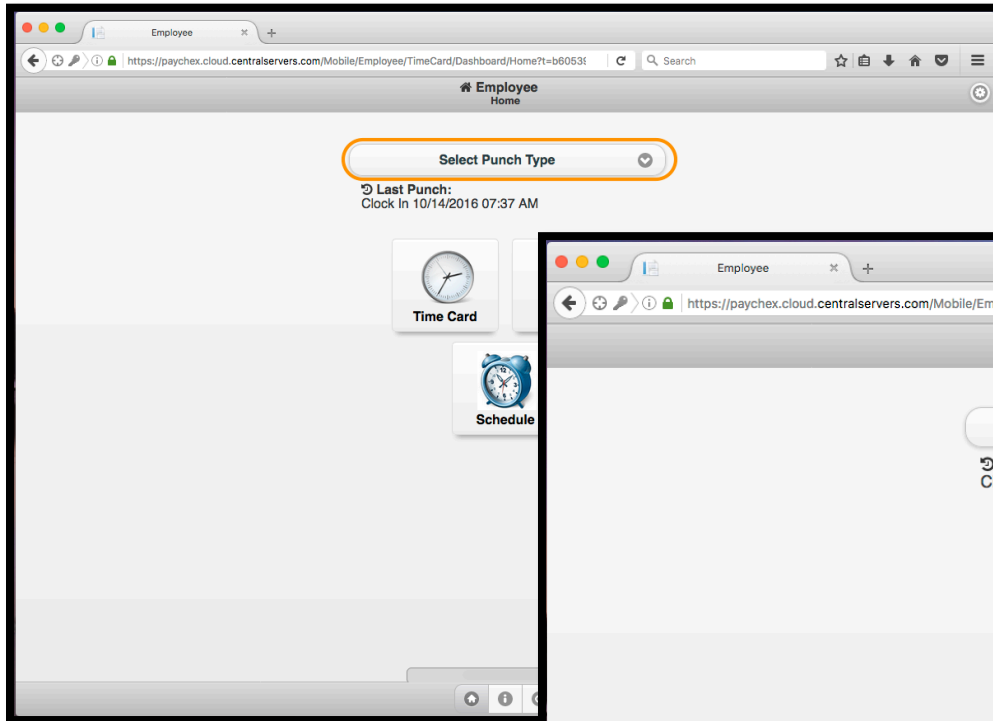 Employee
https://paychex.cloud.centralservers.com/Mobile/Employee/TimeCard/Dashboard/Home?t=b6053
Search
Employee
Home
Select Punch Type
Last Punch:
Clock In 10/14/2016 07:37 AM
Time Card
Schedule
Employee
https://paychex.cloud.centralservers.com/Mobile/Em
C